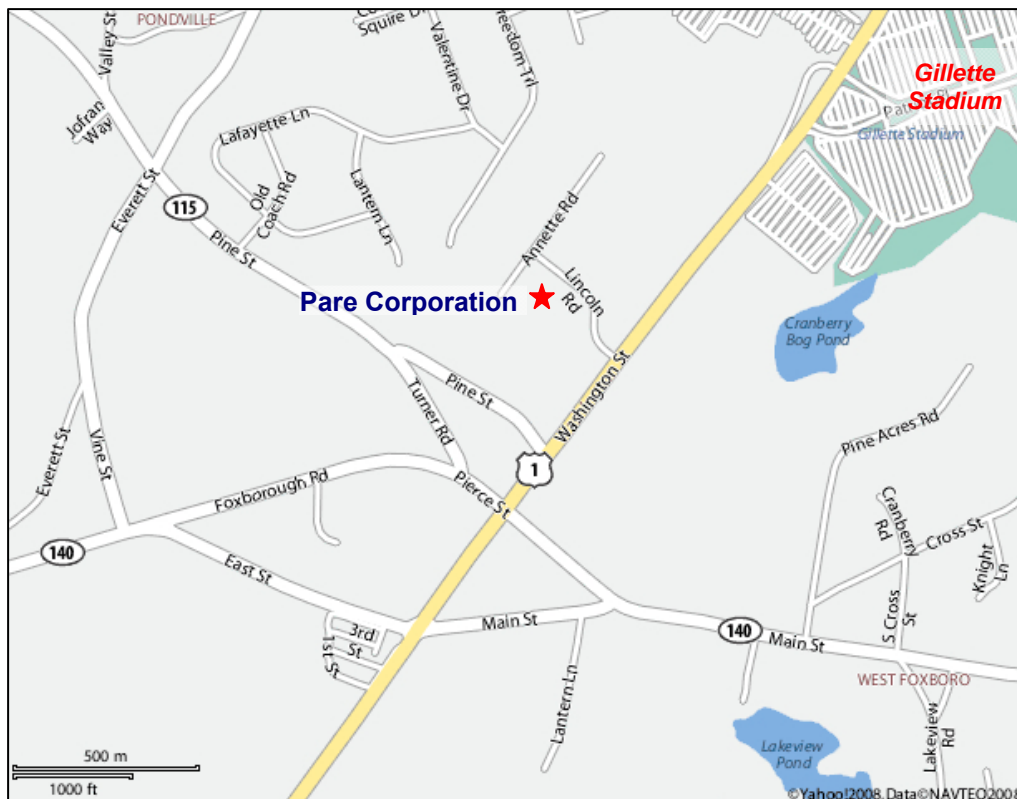 PONDVILLE
Squire Dr
Valley St
Valentine Dr
Freedom Trl
Gillette
Stadium
Patriot Pl
Gillette Stadium
Jofran
Way
Lafayette Ln
Everett St
Old
Coach Rd
Lantern Ln
115
Pine St
Annette Rd
Lincoln
Rd
Pare Corporation
Cranberry
Bog Pond
Washington St
Pine St
Turner Rd
Pine Acres Rd
Everett St
Vine St
1
Foxborough Rd
Pierce St
Cranberry
Rd
Cross St
Knight
Ln
140
East St
S Cross
St
Main St
3rd
St
1st St
140
Main St
WEST FOXBORO
Lantern Ln
Lakeview
Rd
Lakeview
Pond
500 m
1000 ft
©Yahoo!2008, Data©NAVTEQ2008